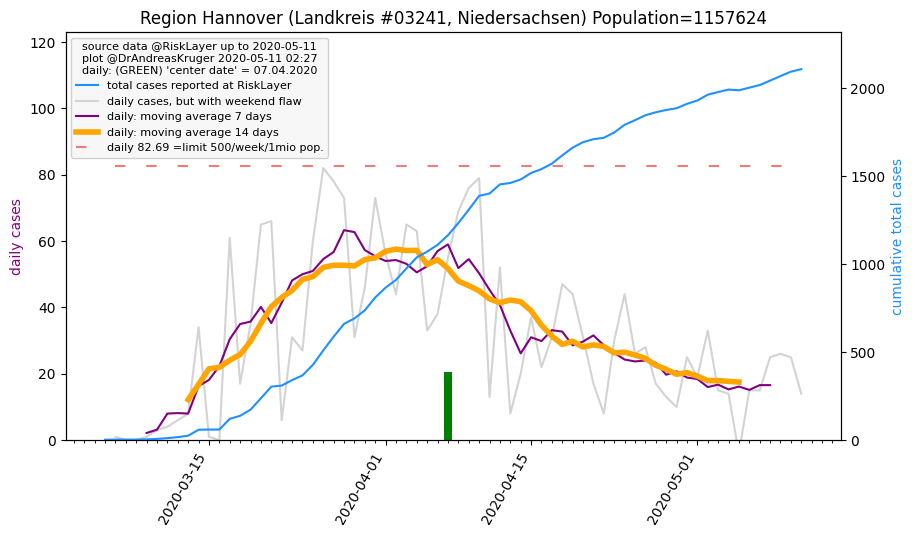 Region Hannover (Landkreis #03241, Niedersachsen) Population=1157624
source data @RiskLayer up to 2020-05-11
plot @DrAndreasKruger 2020-05-11 02:27
daily: (GREEN) 'center date' = 07.04.2020
total cases reported at RiskLayer
daily cases, but with weekend flaw
daily: moving average 7 days
daily: moving average 14 days
daily 82.69 =limit 500/week/1mio pop.
daily cases
120
100
80
60
40
20
0
cumulative total cases
2000
1500
1000
500
0
2020-03-15
2020-04-01
2020-04-15
2020-05-01